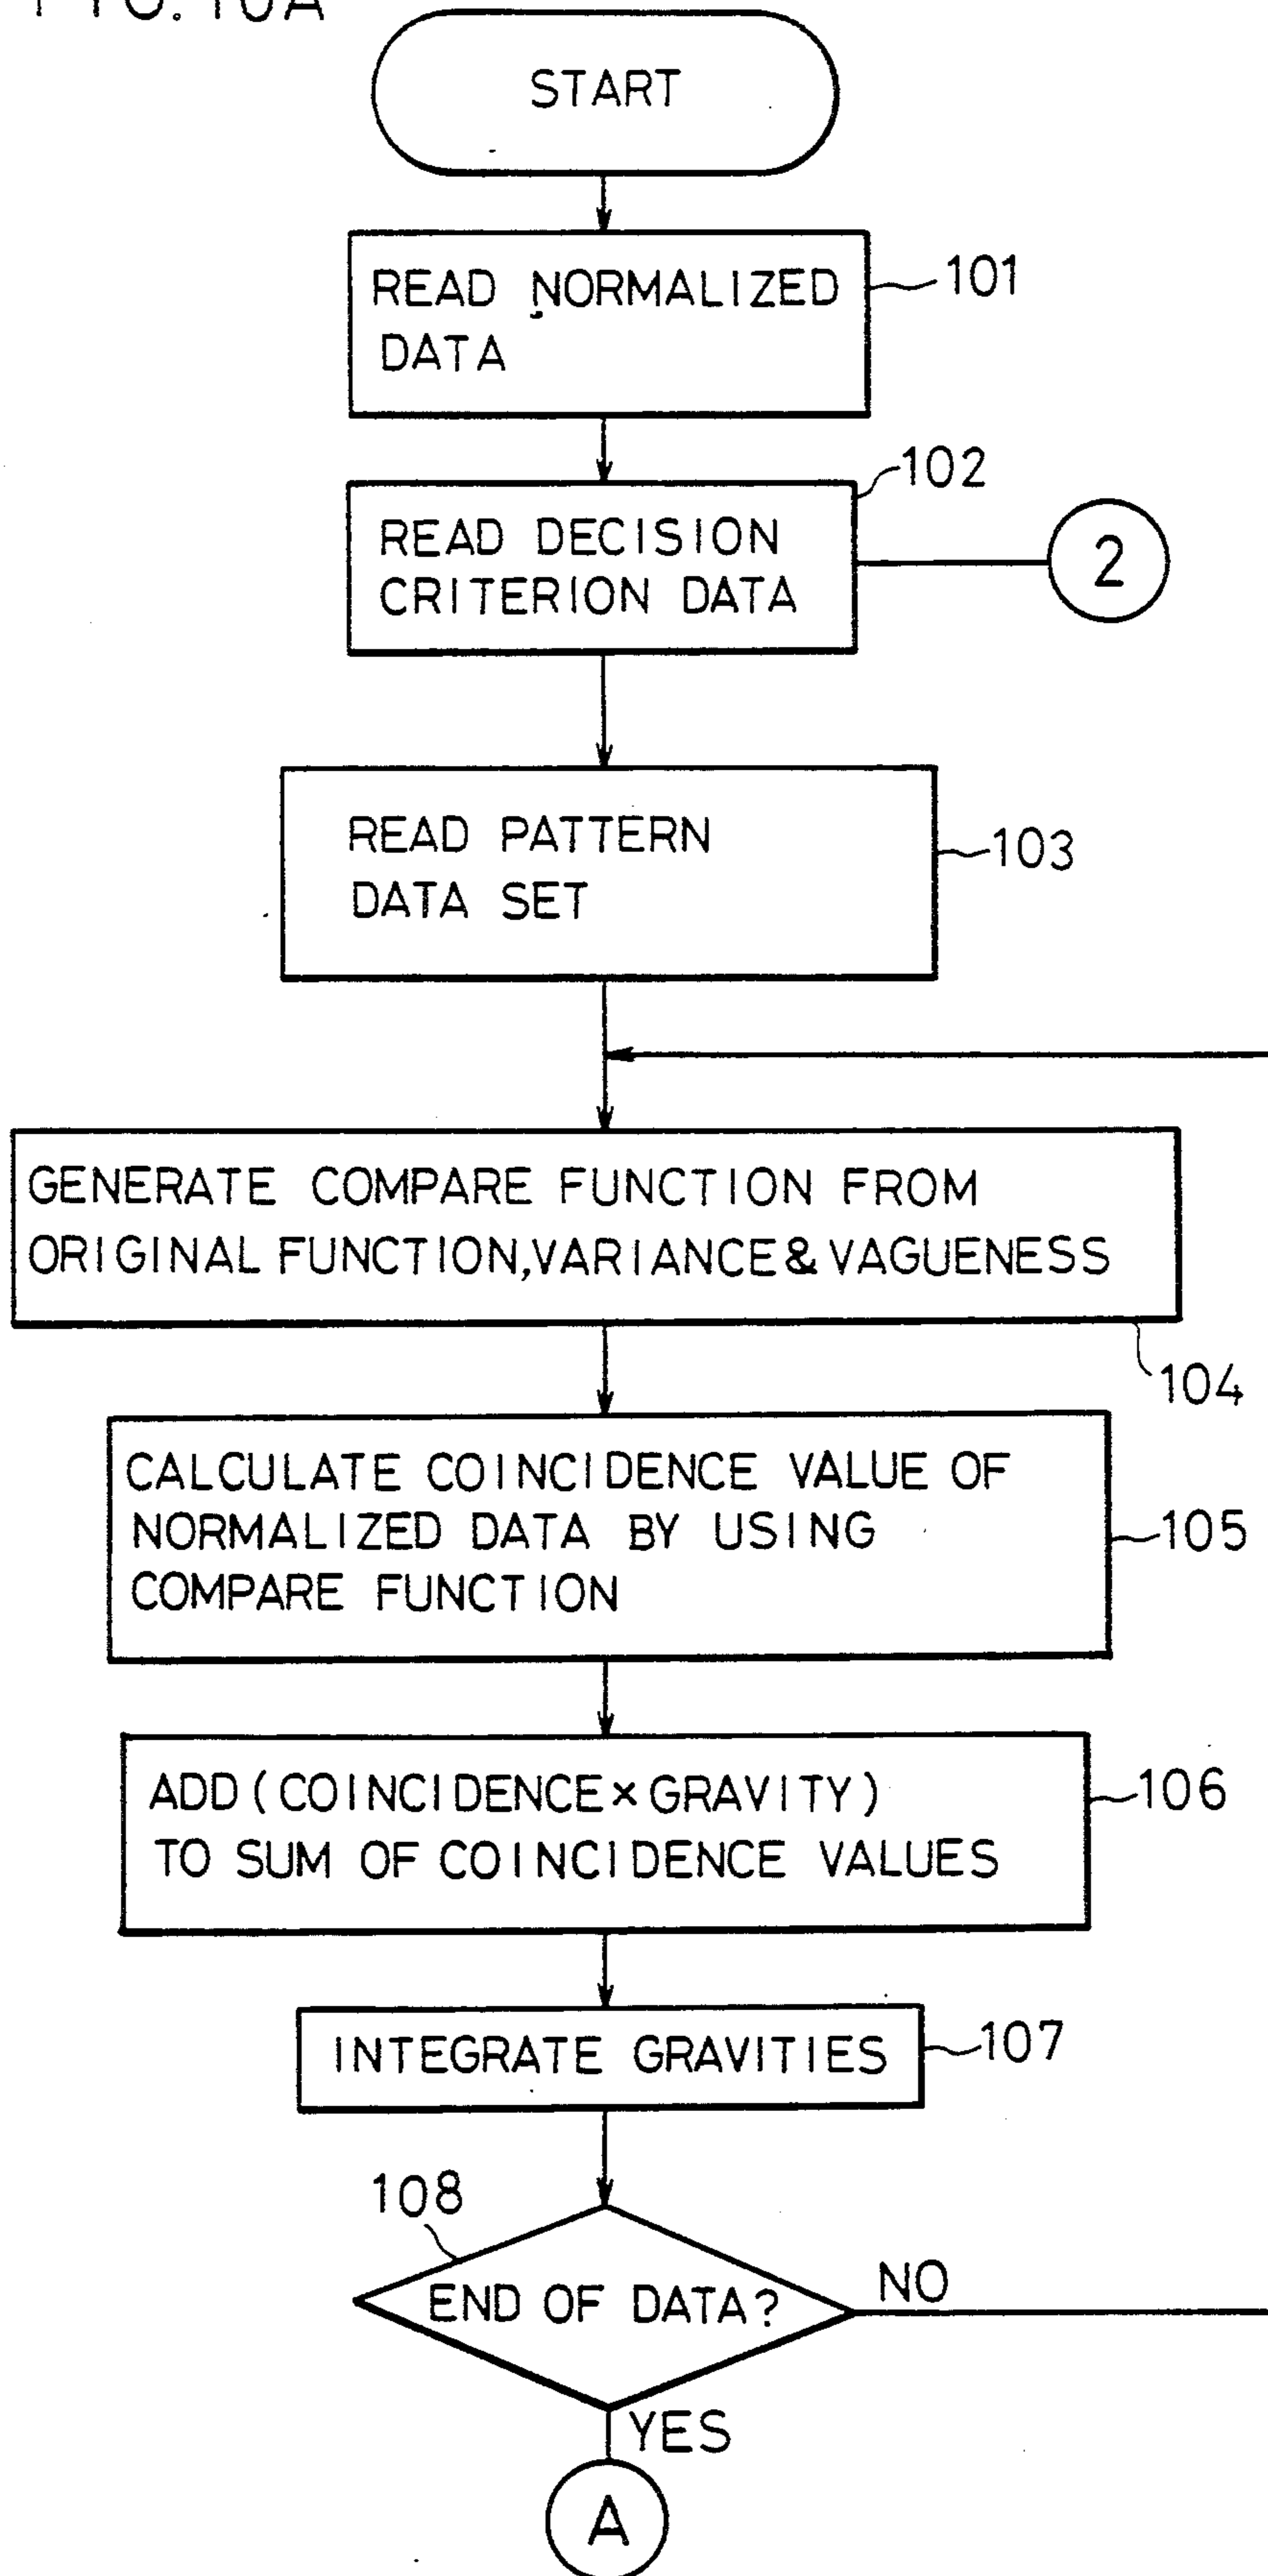 FIG. 10A
START
READ NORMALIZED
DATA
101
102
READ DECISION
CRITERION DATA
2
READ PATTERN
DATA SET
103
GENERATE COMPARE FUNCTION FROM
ORIGINAL FUNCTION, VARIANCE & VAGUENESS
104
CALCULATE COINCIDENCE VALUE OF
NORMALIZED DATA BY USING
COMPARE FUNCTION
105
ADD (COINCIDENCE × GRAVITY)
TO SUM OF COINCIDENCE VALUES
106
INTEGRATE GRAVITIES
107
108
END OF DATA?
NO
YES
A